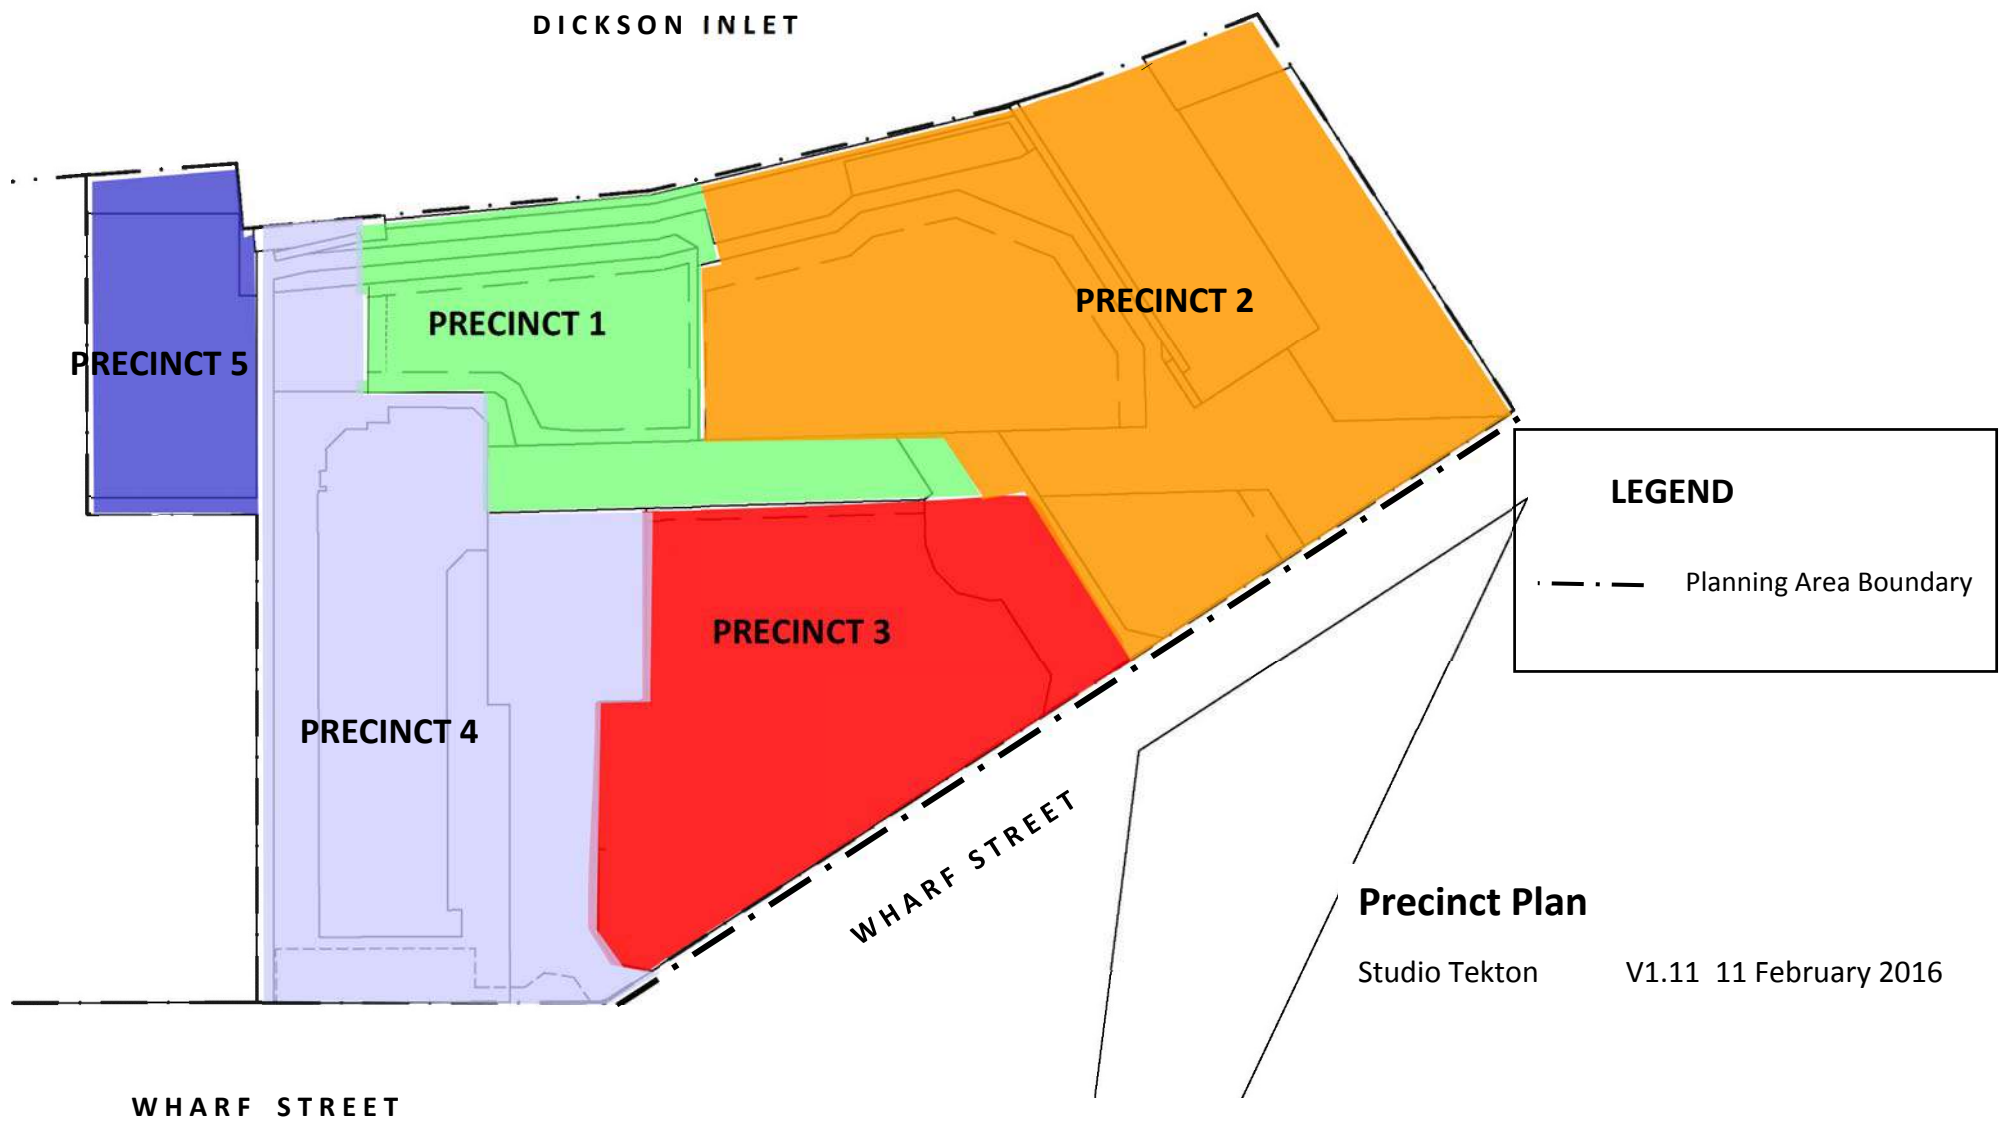 DICKSON INLET
PRECINCT 2
PRECINCT 1
PRECINCT 5
LEGEND
Planning Area Boundary
PRECINCT 3
PRECINCT 4
WHARF STREET
Precinct Plan
Studio Tekton V1.11 11 February 2016
WHARF STREET